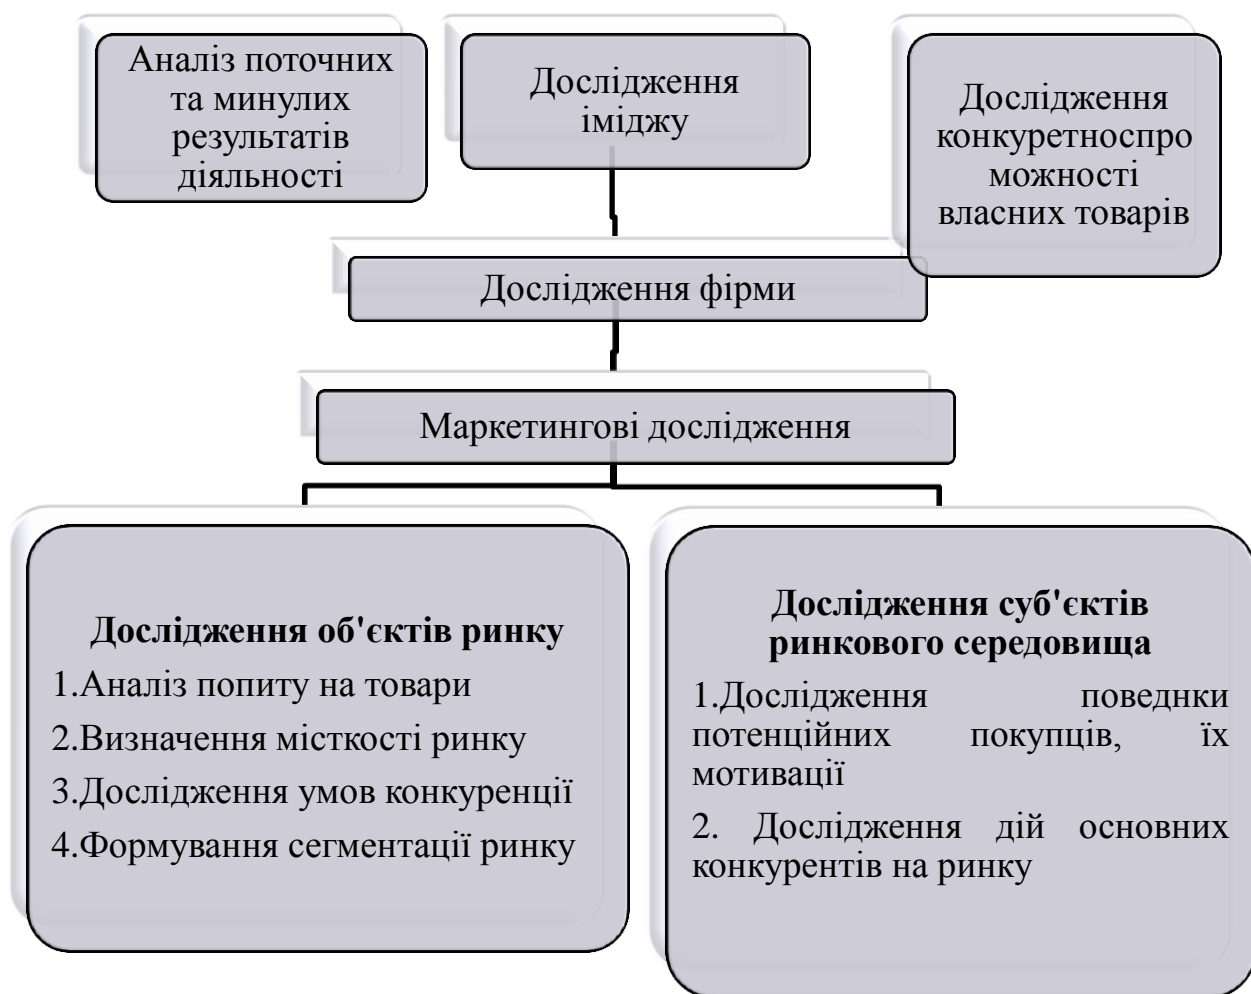 Аналіз поточних
та минулих
результатів
діяльності
Дослідження
іміджу
Дослідження
конкуретноспро
можності
власних товарів
Дослідження фірми
Маркетингові дослідження
Дослідження об'єктів ринку
1.Аналіз попиту на товари
2.Визначення місткості ринку
3.Дослідження умов конкуренції
4.Формування сегментації ринку
Дослідження суб'єктів
ринкового середовища
1.Дослідження поведнки
потенційних покупців, їх
мотивації
2. Дослідження дій основних
конкурентів на ринку